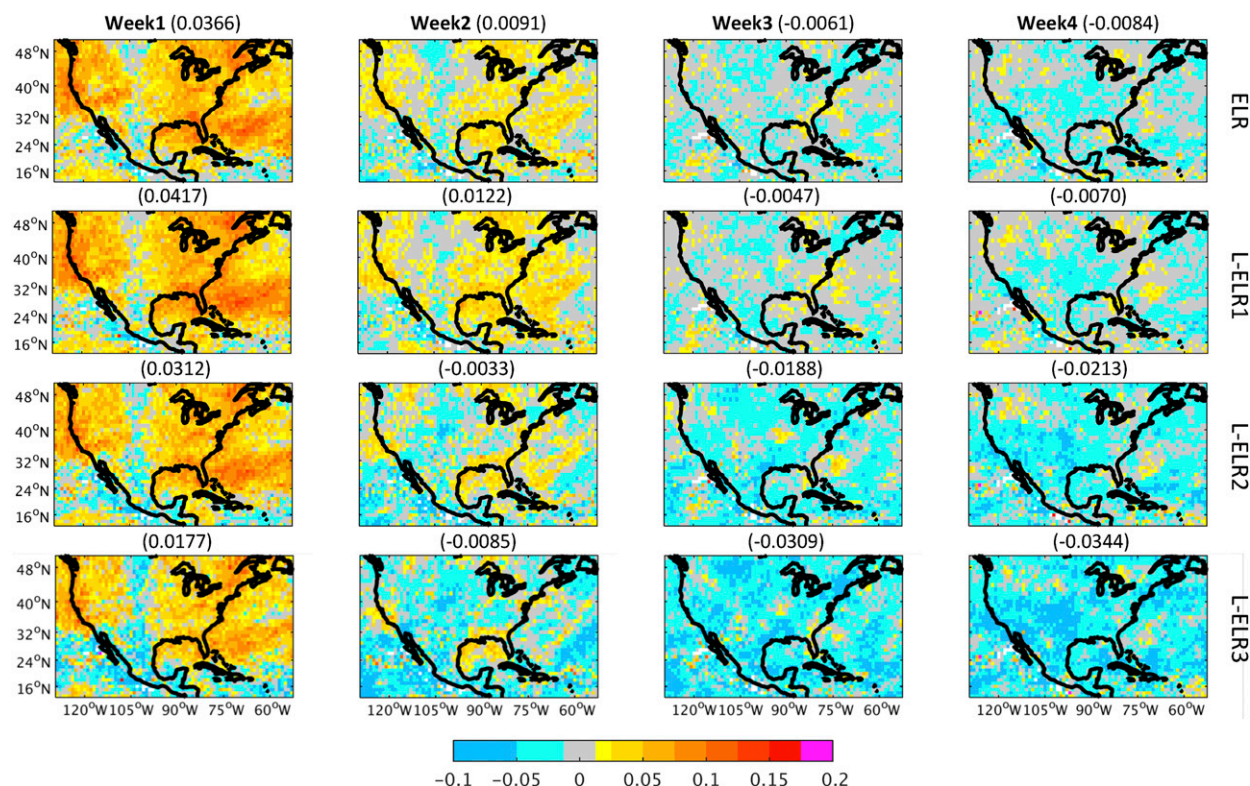 Week1 (0.0366) Week2 (0.0091) Week3 (-0.0061) Week4 (-0.0084)
48°N
40°N
32°N
24°N
16°N
ELR
(0.0417) (0.0122) (-0.0047) (-0.0070)
48°N
40°N
32°N
24°N
16°N
L-ELR1
(0.0312) (-0.0033) (-0.0188) (-0.0213)
48°N
40°N
32°N
24°N
16°N
L-ELR2
(0.0177) (-0.0085) (-0.0309) (-0.0344)
48°N
40°N
32°N
24°N
16°N
L-ELR3
120°W 105°W 90°W 75°W 60°W 120°W 105°W 90°W 75°W 60°W 120°W 105°W 90°W 75°W 60°W 120°W 105°W 90°W 75°W 60°W
-0.1 -0.05 0 0.05 0.1 0.15 0.2